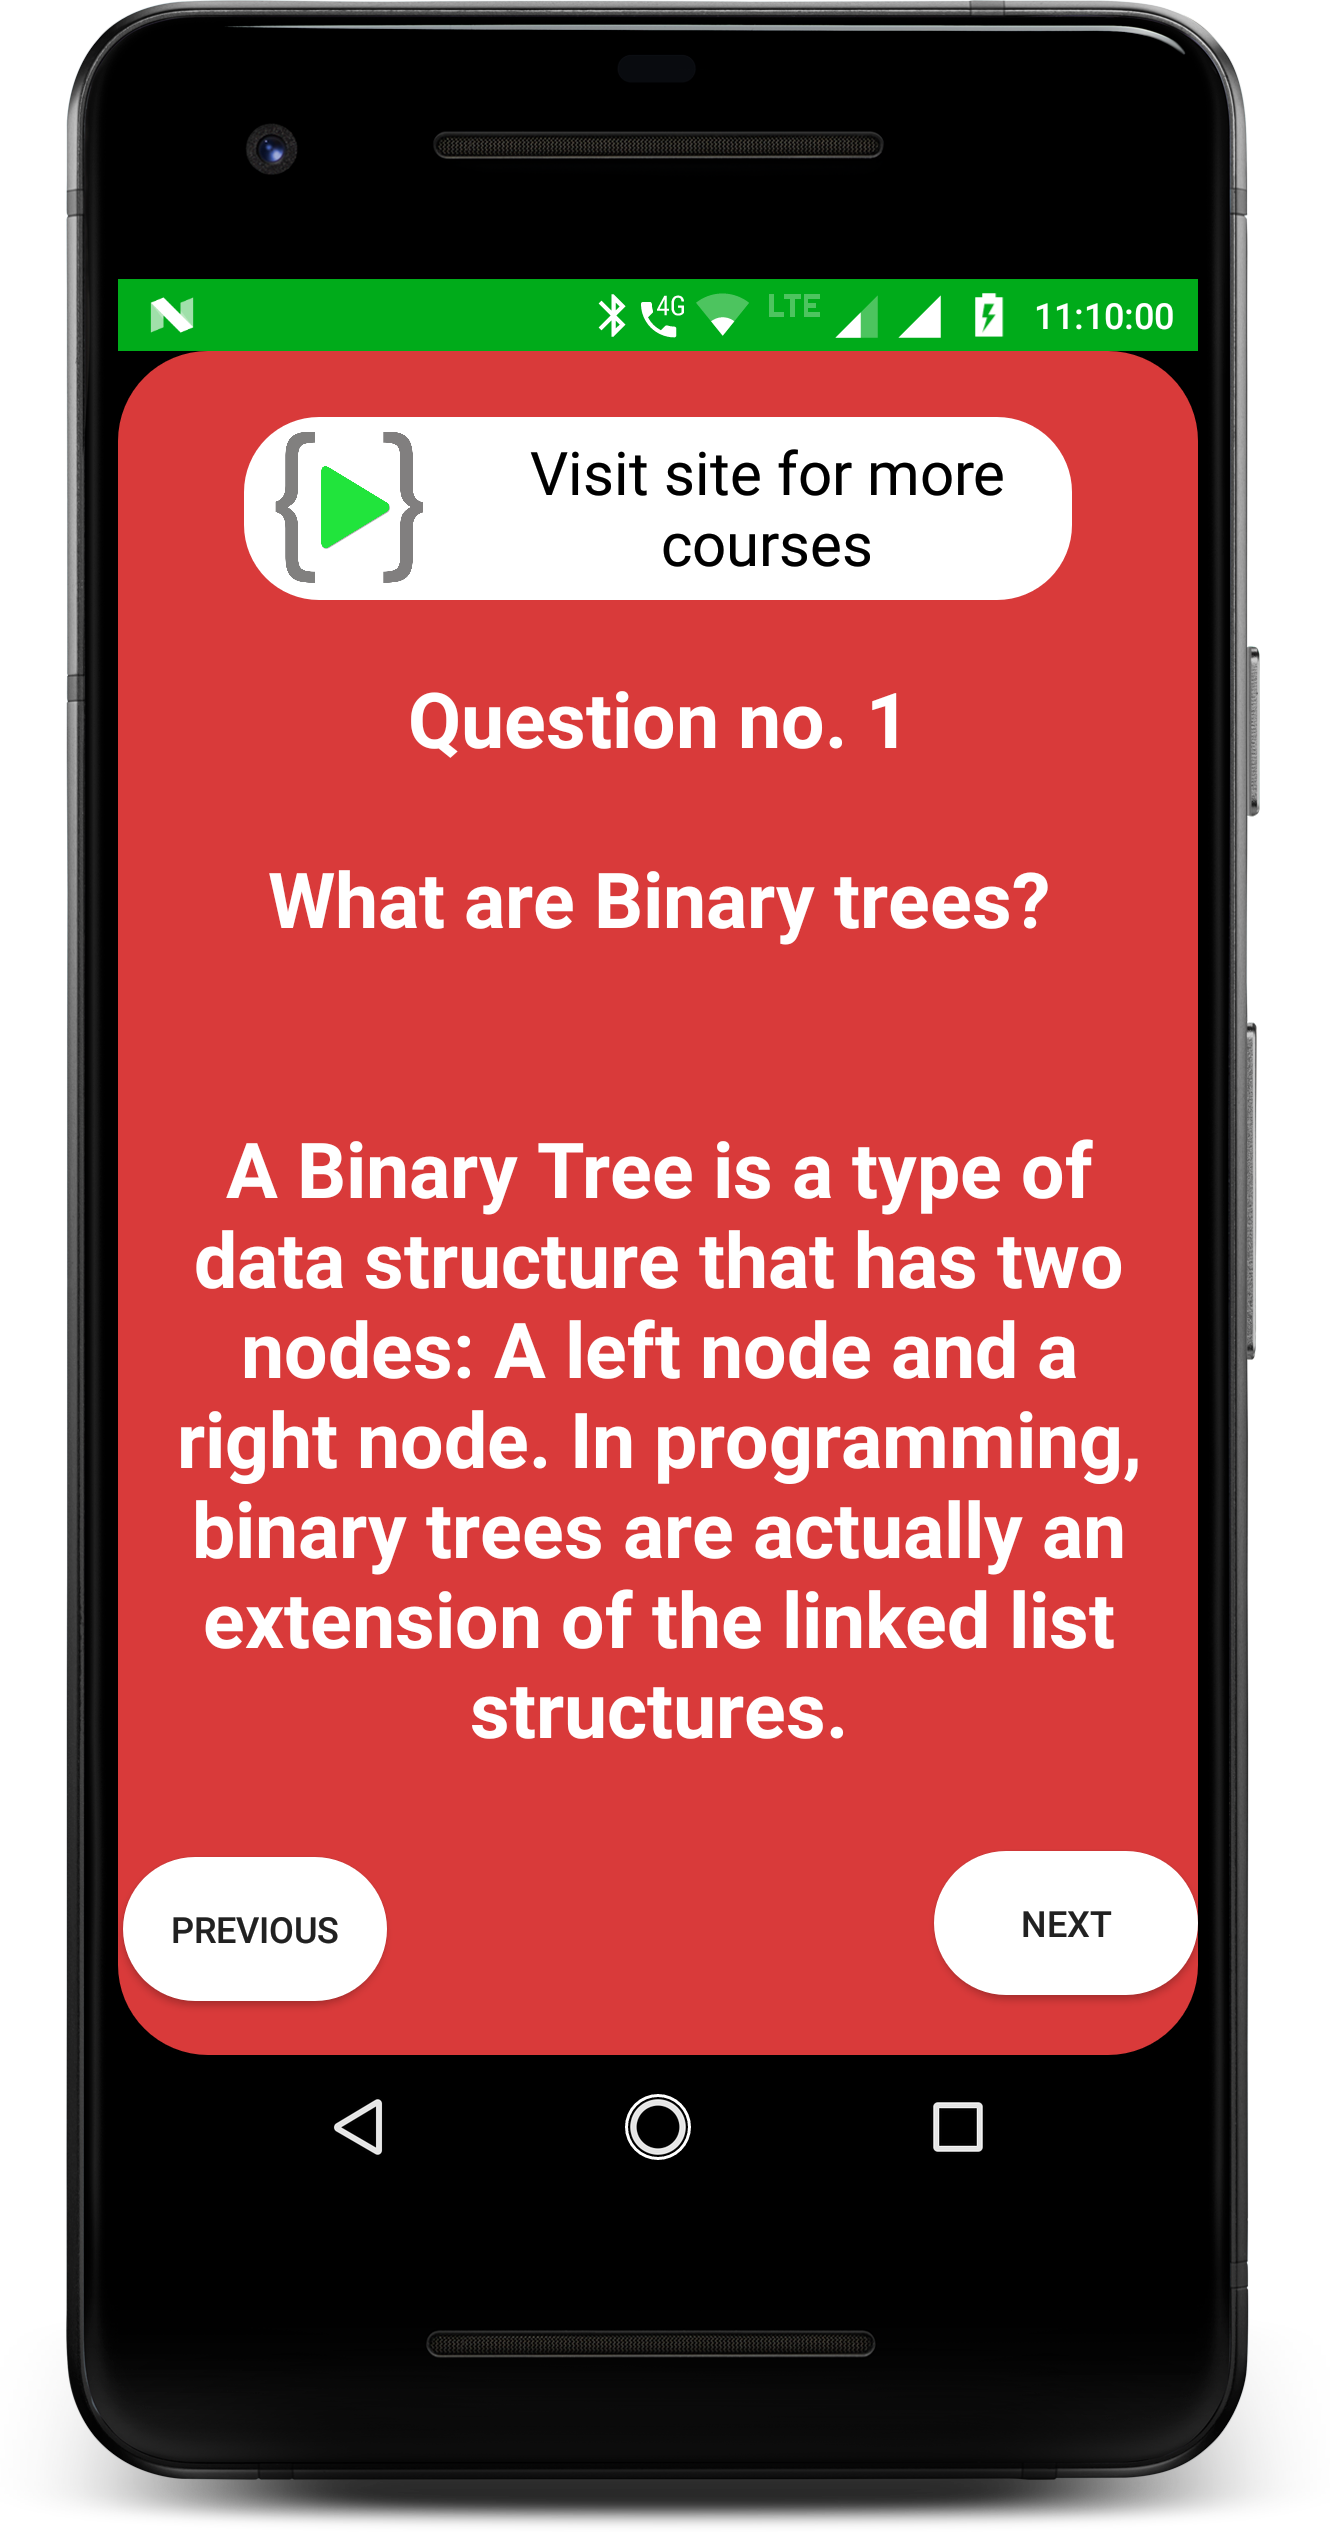 4G LTE 11:10:00
Visit site for more
courses
Question no. 1
What are Binary trees?
A Binary Tree is a type of
data structure that has two
nodes: A left node and a
right node. In programming,
binary trees are actually an
extension of the linked list
structures.
PREVIOUS
NEXT